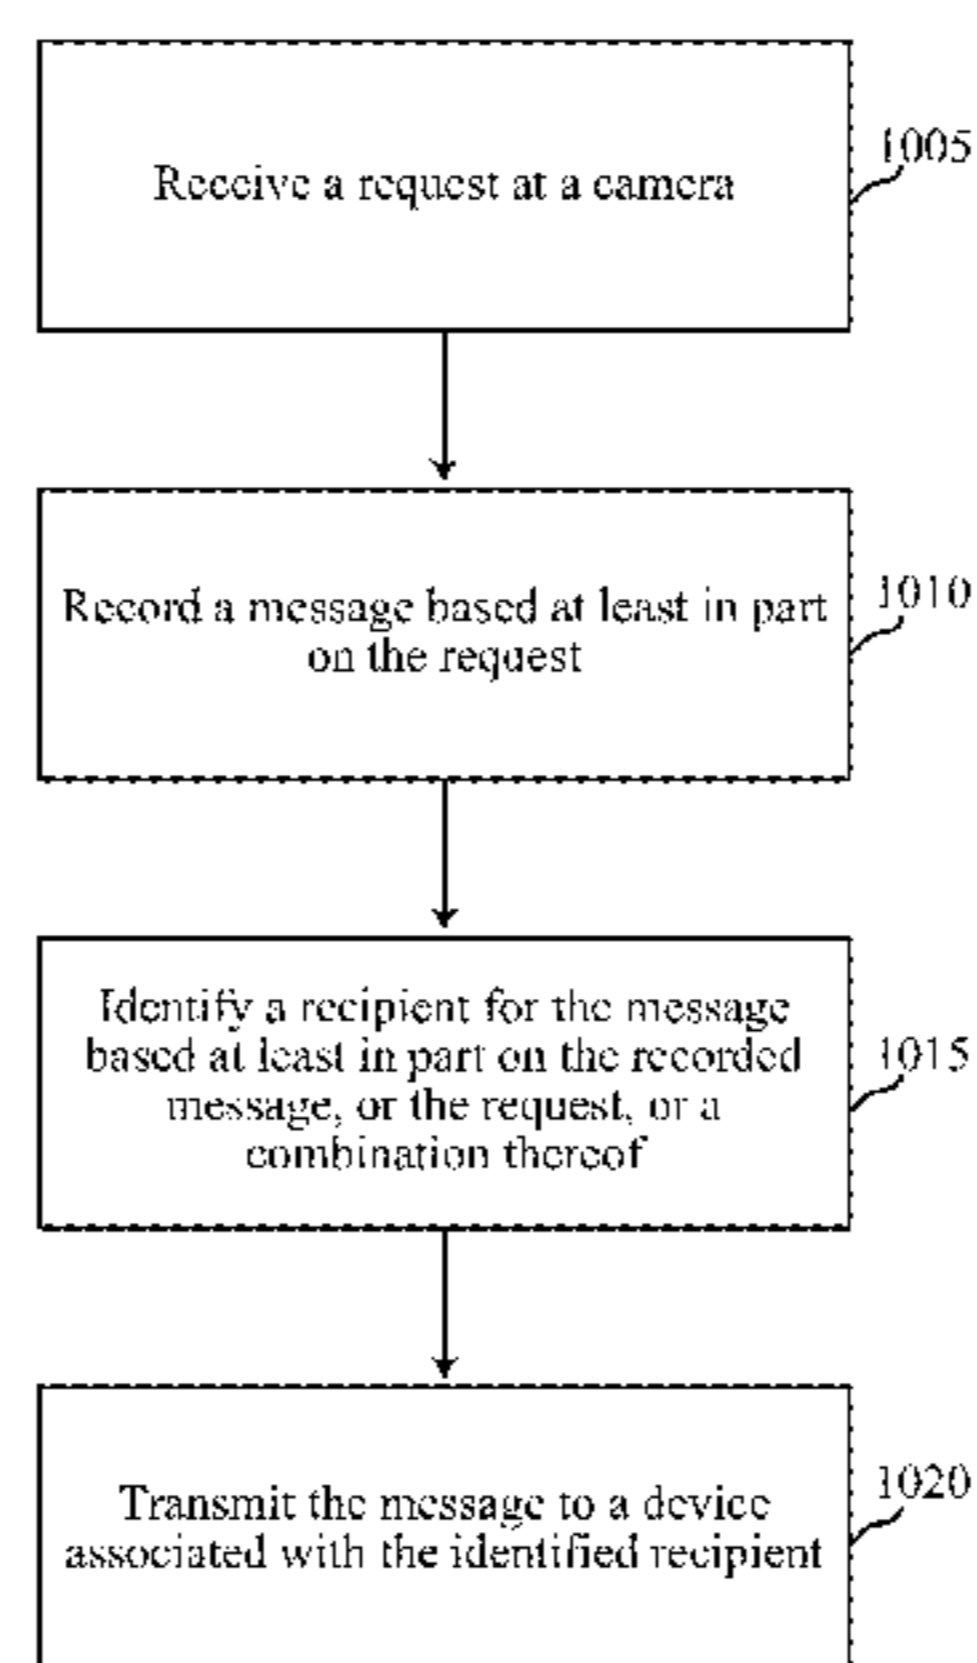 Receive a request at a camera
1005
Record a message based at least in part
on the request
1010
Identify a recipient for the message
based at least in part on the recorded
message, or the request, or a
combination thereof
1015
Transmit the message to a device
associated with the identified recipient
1020